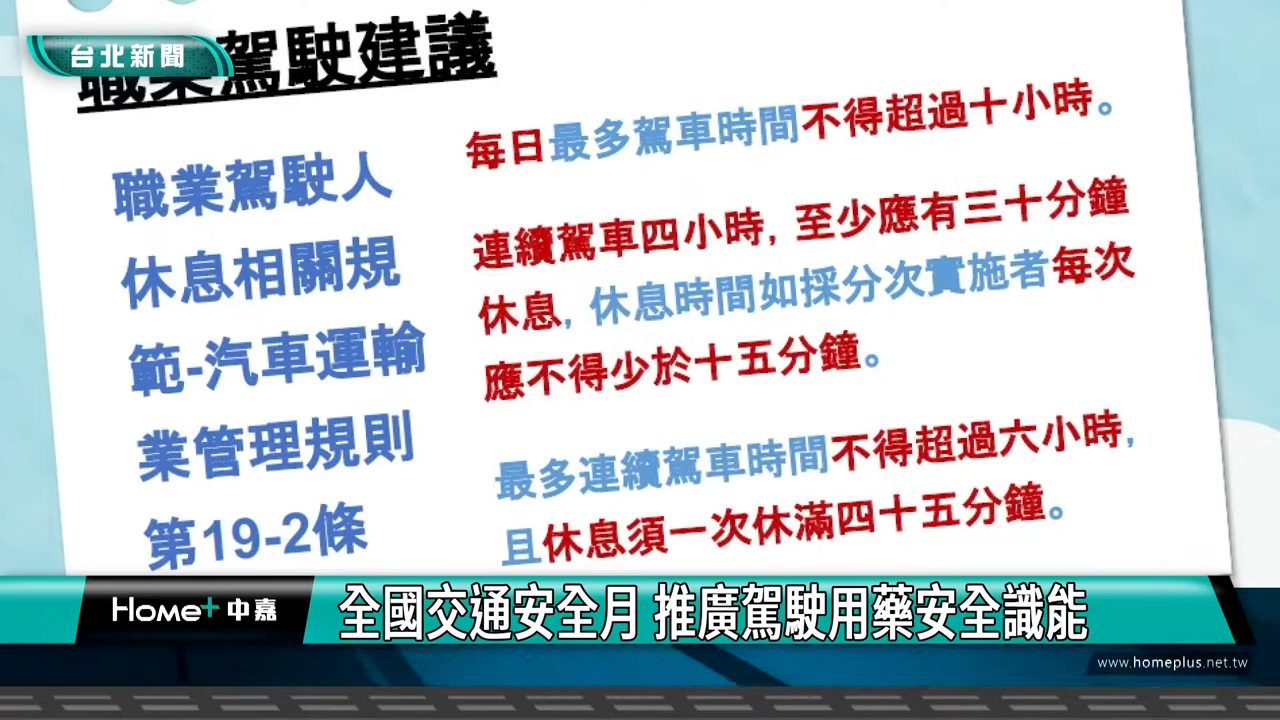 台北新聞
職業駕駛建議
職業駕駛人
休息相關規
範-汽車運輸
業管理規則
第19-2條
每日最多駕車時間不得超過十小時。
連續駕車四小時, 至少應有三十分鐘
休息, 休息時間如採分次實施者每次
應不得少於十五分鐘。
最多連續駕車時間不得超過六小時,
且休息須一次休滿四十五分鐘。
Home+ 中嘉
全國交通安全月 推廣駕駛用藥安全識能
www.homeplus.net.tw